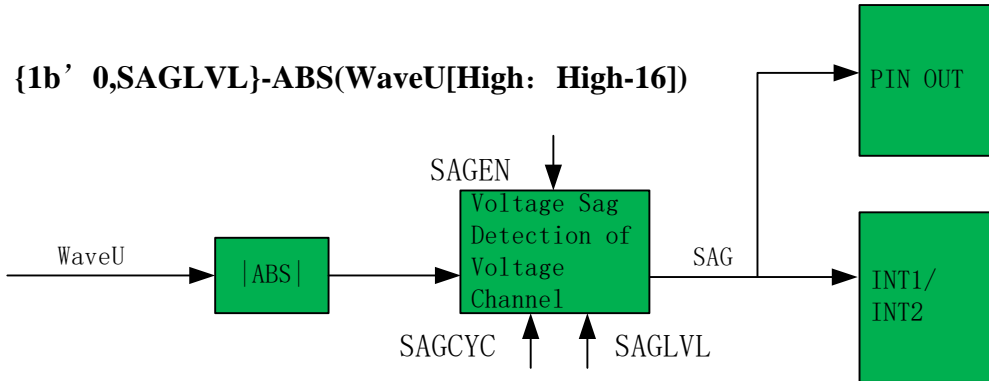 {1b’0,SAGLVL}-ABS(WaveU[High：High-16])
PIN OUT
SAGEN
Voltage Sag
Detection of
Voltage
Channel
WaveU
|ABS|
SAG
INT1/
INT2
SAGCYC
SAGLVL